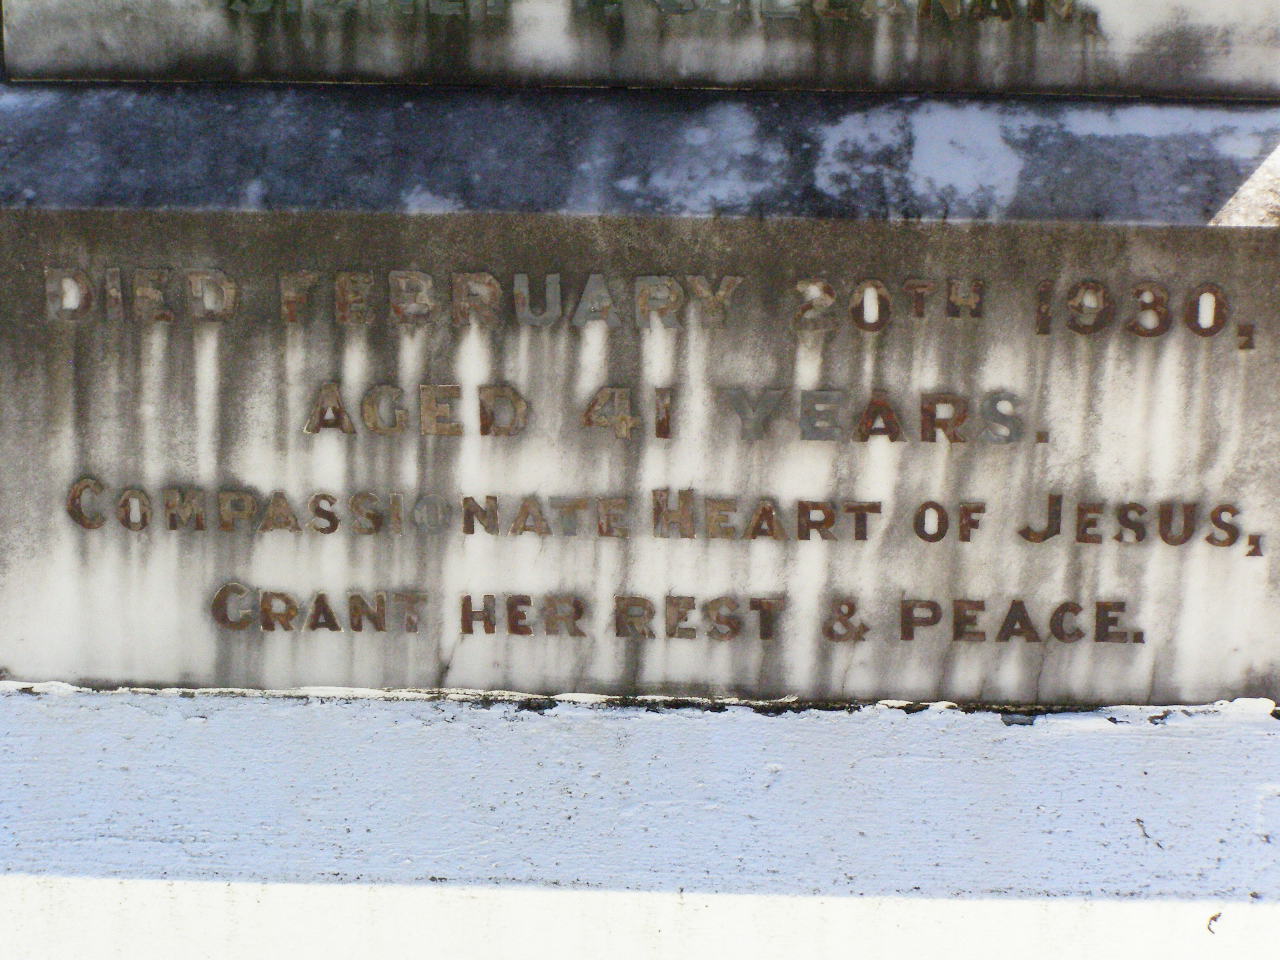 DIED FEBRUARY 20TH 1930,
AGED 41 YEARS.
COMPASSIONATE HEART OF JESUS,
GRANT HER REST & PEACE.